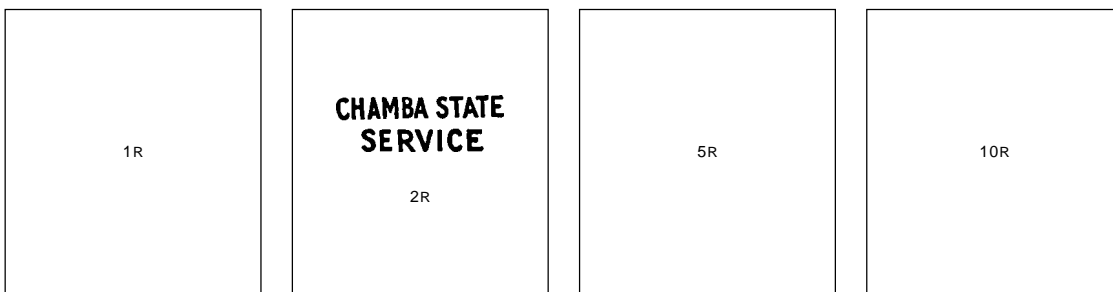 1R
CHAMBA STATE
SERVICE
2R
5R
10R